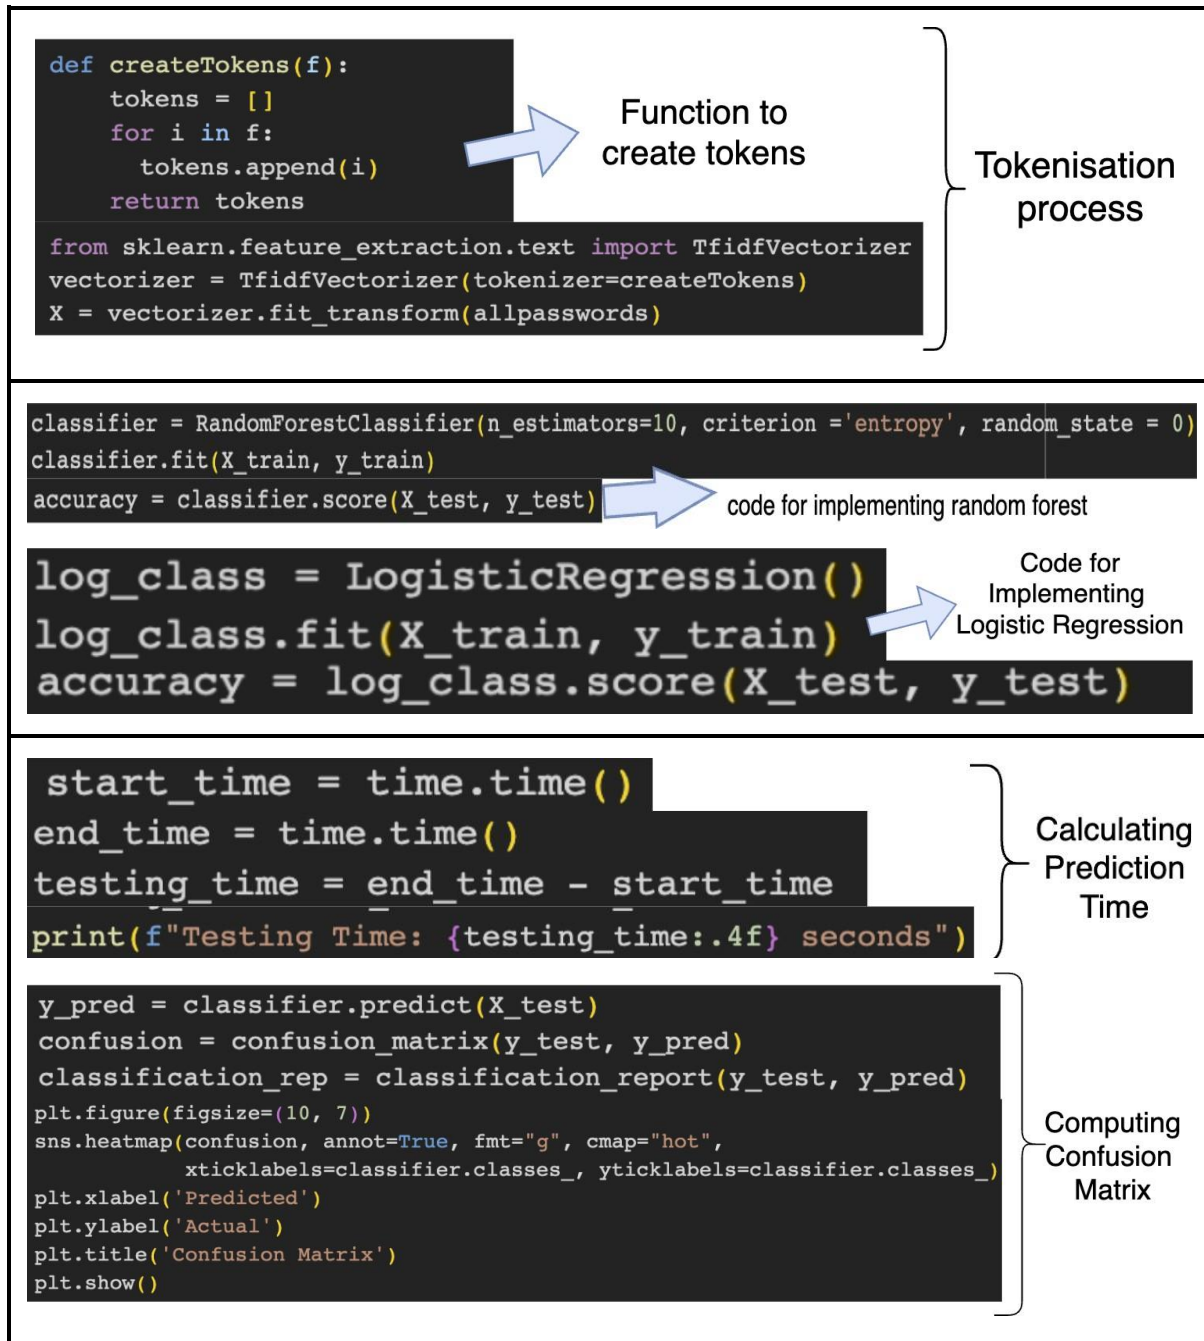 def createTokens(f):
    tokens = []
    for i in f:
      tokens.append(i)
    return tokens
Function to
create tokens
from sklearn.feature_extraction.text import TfidfVectorizer
vectorizer = TfidfVectorizer(tokenizer=createTokens)
X = vectorizer.fit_transform(allpasswords)
Tokenisation
process
classifier = RandomForestClassifier(n_estimators=10, criterion ='entropy', random_state = 0)
classifier.fit(X_train, y_train)
accuracy = classifier.score(X_test, y_test)
code for implementing random forest
log_class = LogisticRegression()
log_class.fit(X_train, y_train)
accuracy = log_class.score(X_test, y_test)
Code for
Implementing
Logistic Regression
start_time = time.time()
end_time = time.time()
testing_time = end_time - start_time
print(f"Testing Time: {testing_time:.4f} seconds")
Calculating
Prediction
Time
y_pred = classifier.predict(X_test)
confusion = confusion_matrix(y_test, y_pred)
classification_rep = classification_report(y_test, y_pred)
plt.figure(figsize=(10, 7))
sns.heatmap(confusion, annot=True, fmt="g", cmap="hot",
            xticklabels=classifier.classes_, yticklabels=classifier.classes_)
plt.xlabel('Predicted')
plt.ylabel('Actual')
plt.title('Confusion Matrix')
plt.show()
Computing
Confusion
Matrix